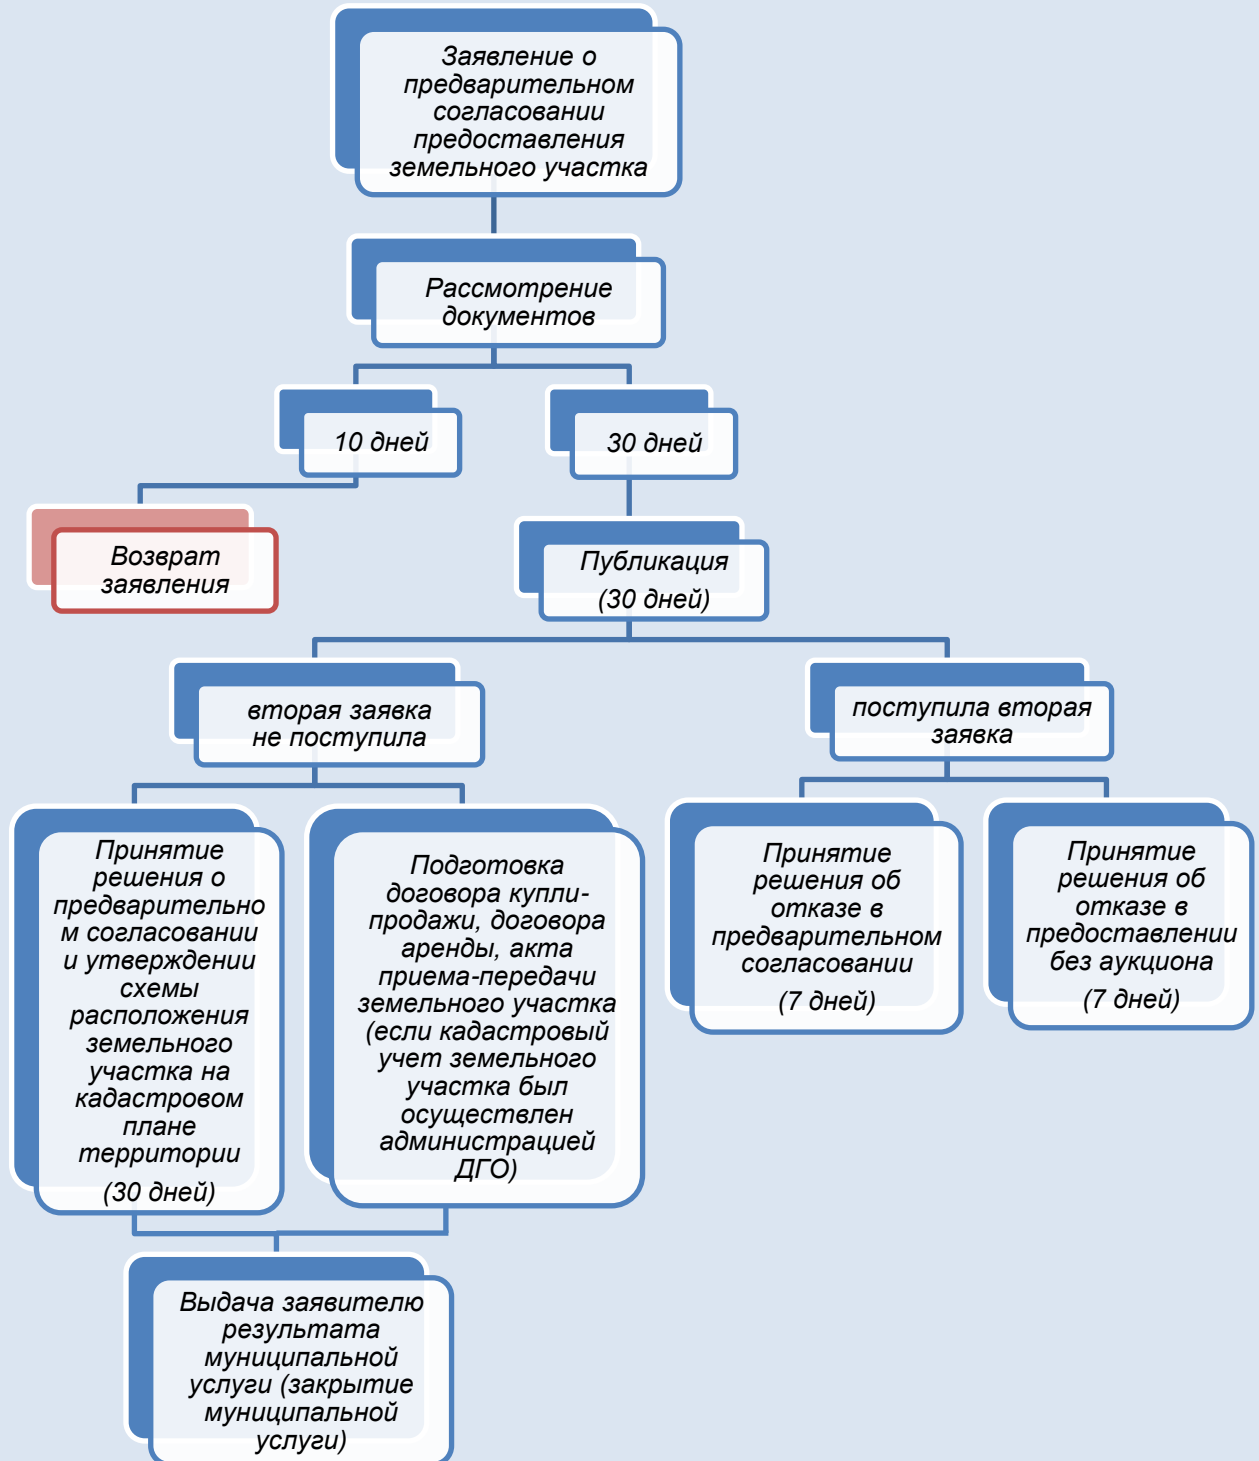 Заявление о
предварительном
согласовании
предоставления
земельного участка
Рассмотрение
документов
10 дней
30 дней
Возврат
заявления
Публикация
(30 дней)
вторая заявка
не поступила
поступила вторая
заявка
Принятие
решения о
предварительно
м согласовании
и утверждении
схемы
расположения
земельного
участка на
кадастровом
плане
территории
(30 дней)
Подготовка
договора купли-
продажи, договора
аренды, акта
приема-передачи
земельного участка
(если кадастровый
учет земельного
участка был
осуществлен
администрацией
ДГО)
Принятие
решения об
отказе в
предварительном
согласовании
(7 дней)
Принятие
решения об
отказе в
предоставлении
без аукциона
(7 дней)
Выдача заявителю
результата
муниципальной
услуги (закрытие
муниципальной
услуги)